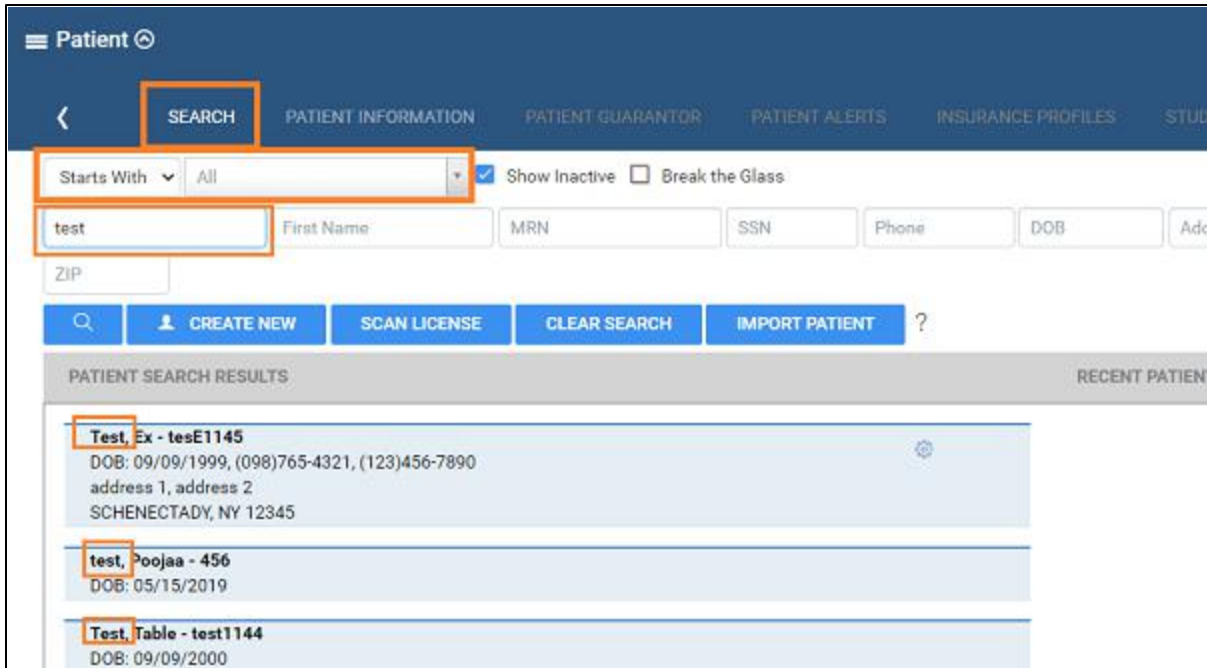 Patient
SEARCH PATIENT INFORMATION PATIENT GUARANTOR PATIENT ALERTS INSURANCE PROFILES STUD
Starts With All Show Inactive Break the Glass
test First Name MRN SSN Phone DOB Add
ZIP
CREATE NEW SCAN LICENSE CLEAR SEARCH IMPORT PATIENT ?
PATIENT SEARCH RESULTS RECENT PATIENT
Test, Ex - tesE1145
DOB: 09/09/1999, (098)765-4321, (123)456-7890
address 1, address 2
SCHENECTADY, NY 12345
test, Poojaa - 456
DOB: 05/15/2019
Test, Table - test1144
DOB: 09/09/2000